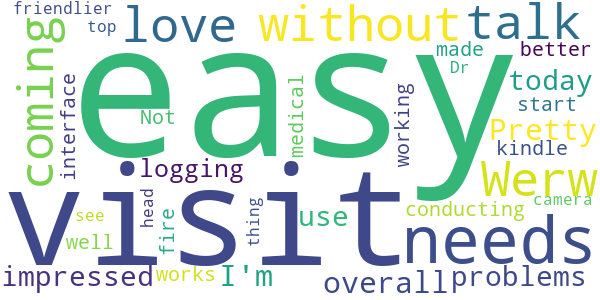 friendlier
top
love
without
talk
coming
easy
made
better
Dr
interface
medical
working
today
start
Not
Pretty
kindle
logging
Werw
visit
head
thing
fire
use
conducting
camera
see
well
needs
impressed
works
I'm
overall
problems